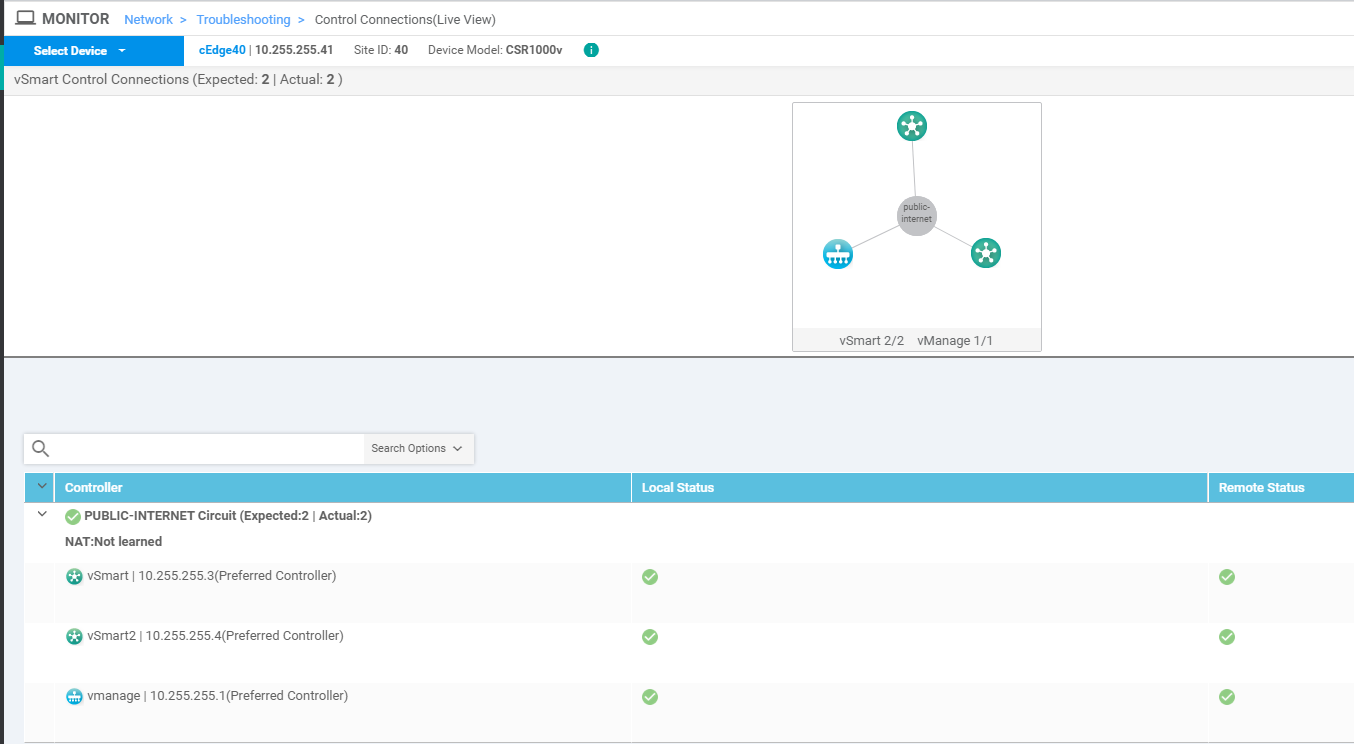 MONITOR Network > Troubleshooting > Control Connections(Live View)
Select Device cEdge40 | 10.255.255.41 Site ID: 40 Device Model: CSR1000v i
vSmart Control Connections (Expected: 2 | Actual: 2 )
public-
internet
vSmart 2/2 vManage 1/1
Search Options
Controller Local Status Remote Status
PUBLIC-INTERNET Circuit (Expected:2 | Actual:2)
NAT:Not learned
vSmart | 10.255.255.3(Preferred Controller)
vSmart2 | 10.255.255.4(Preferred Controller)
vmanage | 10.255.255.1(Preferred Controller)